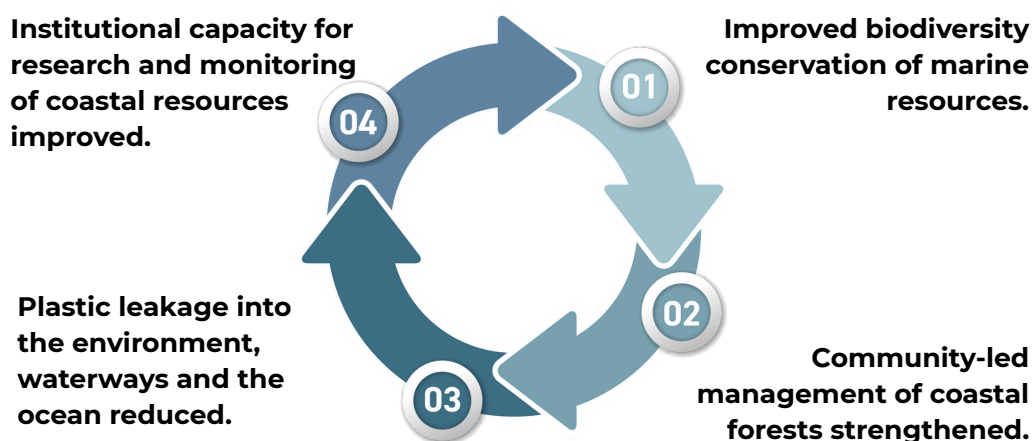 Institutional capacity for
research and monitoring
of coastal resources
improved.
04
01
Improved biodiversity
conservation of marine
resources.
Plastic leakage into
the environment,
waterways and the
ocean reduced.
03
02
Community-led
management of coastal
forests strengthened.